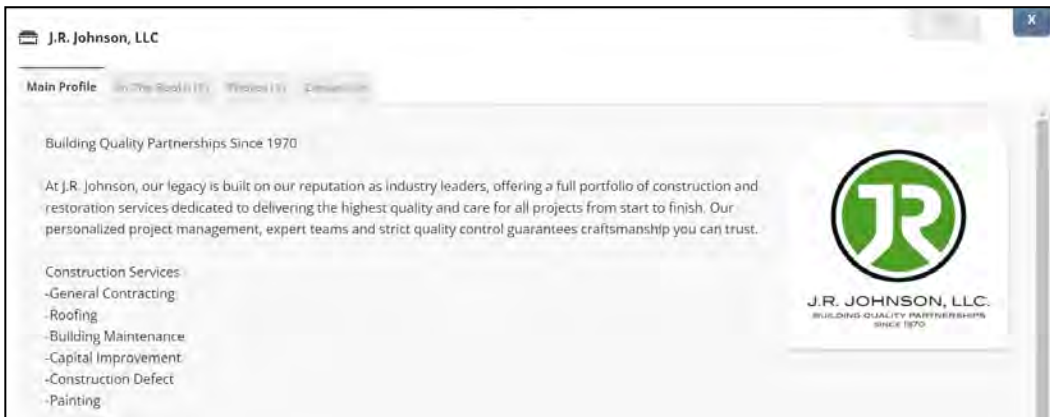 X
J.R. Johnson, LLC
Main Profile
Building Quality Partnerships Since 1970
At J.R. Johnson, our legacy is built on our reputation as industry leaders, offering a full portfolio of construction and
restoration services dedicated to delivering the highest quality and care for all projects from start to finish. Our
personalized project management, expert teams and strict quality control guarantees craftsmanship you can trust.
Construction Services
-General Contracting
-Roofing
-Building Maintenance
-Capital Improvement
-Construction Defect
-Painting
JR
J.R. JOHNSON, LLC.
BUILDING QUALITY PARTNERSHIPS
SINCE 1970